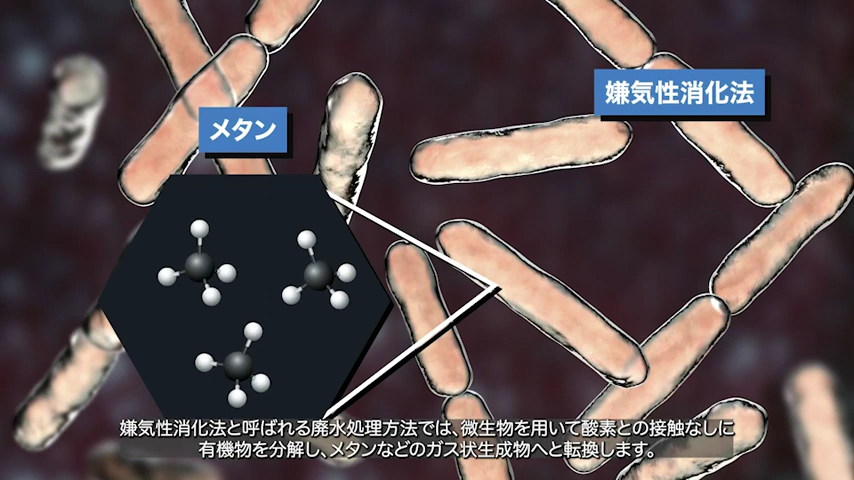 嫌気性消化法
メタン
嫌気性消化法と呼ばれる廃水処理方法では、微生物を用いて酸素との接触なしに
有機物を分解し、メタンなどのガス状生成物へと転換します。